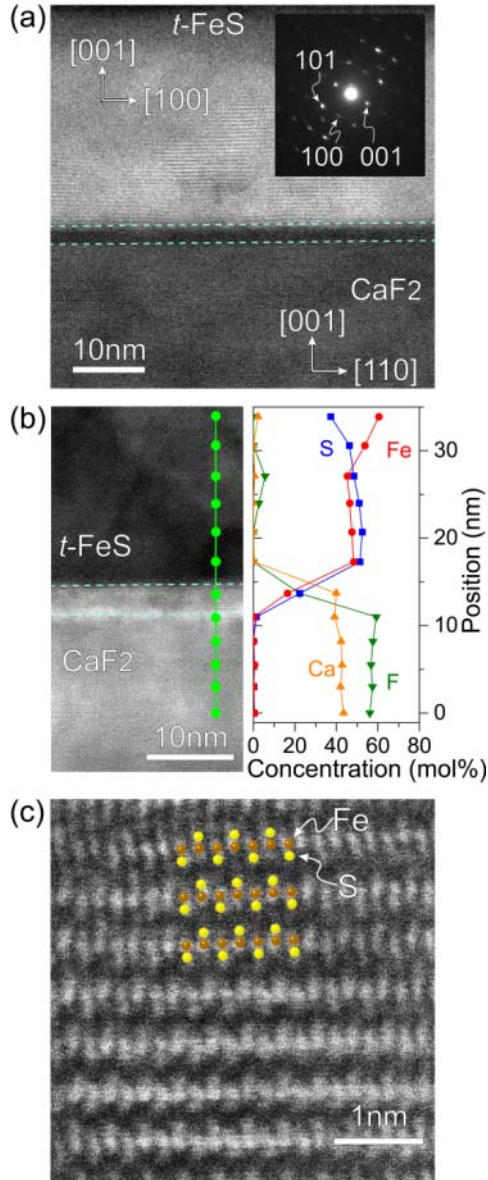 (a)
t-FeS
[001]
[100]
101
100
001
CaF2
[001]
[110]
10nm
(b)
t-FeS
CaF2
10nm
S
Fe
Ca
F
30
20
10
0
Position (nm)
0 20 40 60 80
Concentration (mol%)
(c)
Fe
S
1nm